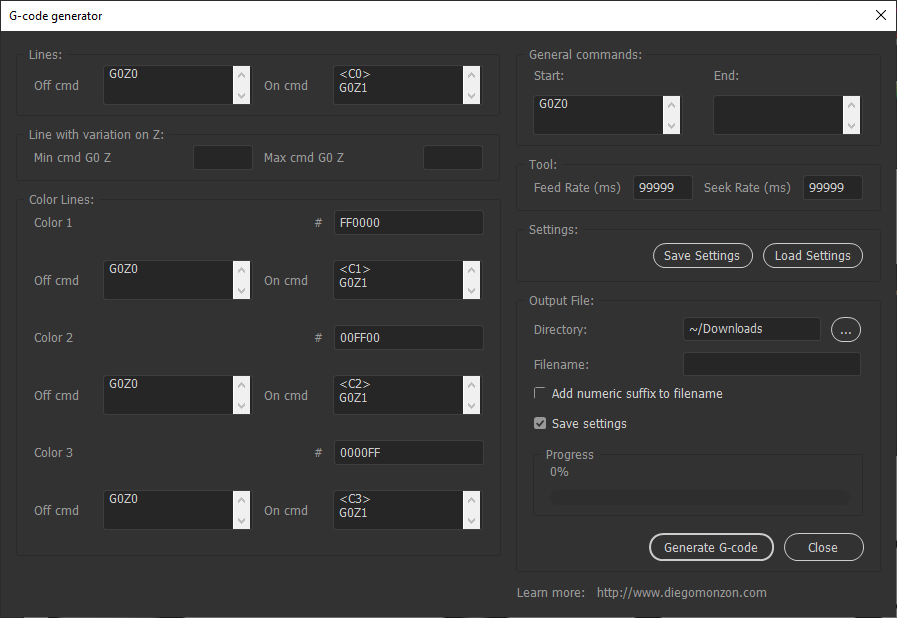 G-code generator
Lines:
Off cmd G0Z0 On cmd <C0>
G0Z1
Line with variation on Z:
Min cmd G0 Z Max cmd G0 Z
Color Lines:
Color 1 # FF0000
Off cmd G0Z0 On cmd <C1>
G0Z1
Color 2 # 00FF00
Off cmd G0Z0 On cmd <C2>
G0Z1
Color 3 # 0000FF
Off cmd G0Z0 On cmd <C3>
G0Z1
General commands:
Start: End:
G0Z0
Tool:
Feed Rate (ms) 99999 Seek Rate (ms) 99999
Settings:
Save Settings Load Settings
Output File:
Directory: ~/Downloads ...
Filename:
Add numeric suffix to filename
Save settings
Progress
0%
Generate G-code Close
Learn more: http://www.diegomonzon.com